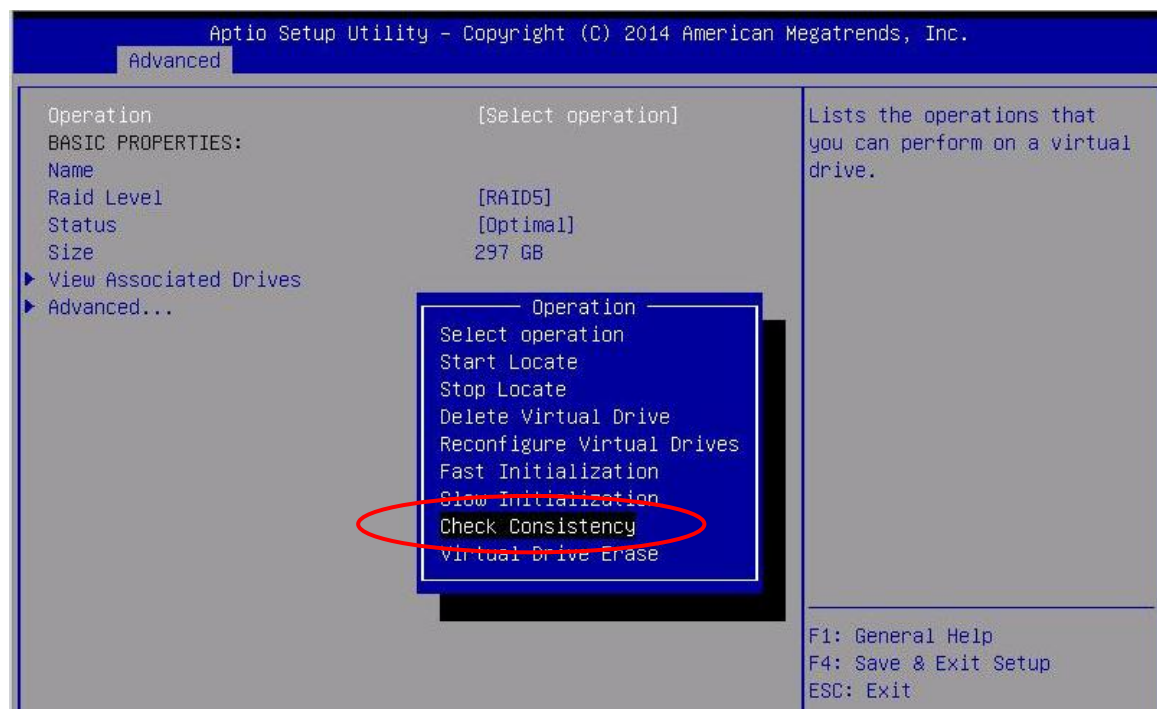 Aptio Setup Utility – Copyright (C) 2014 American Megatrends, Inc.
Advanced
Operation [Select operation]
BASIC PROPERTIES:
Name
Raid Level [RAID5]
Status [Optimal]
Size 297 GB
View Associated Drives
Advanced...
Operation
Select operation
Start Locate
Stop Locate
Delete Virtual Drive
Reconfigure Virtual Drives
Fast Initialization
Slow Initialization
Check Consistency
Virtual Drive Erase
Lists the operations that
you can perform on a virtual
drive.
F1: General Help
F4: Save & Exit Setup
ESC: Exit